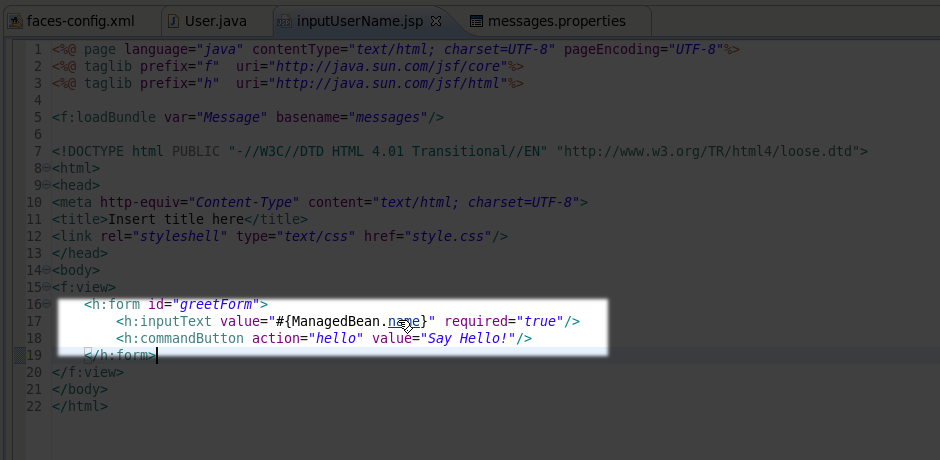 faces-config.xml User.java inputUserName.jsp messages.properties
1 <%@ page language="java" contentType="text/html; charset=UTF-8" pageEncoding="UTF-8"%>
2 <%@ taglib prefix="f"  uri="http://java.sun.com/jsf/core"%>
3 <%@ taglib prefix="h"  uri="http://java.sun.com/jsf/html"%>
4
5 <f:loadBundle var="Message" basename="messages"/>
6
7 <!DOCTYPE html PUBLIC "-//W3C//DTD HTML 4.01 Transitional//EN" "http://www.w3.org/TR/html4/loose.dtd">
8 <html>
9 <head>
10 <meta http-equiv="Content-Type" content="text/html; charset=UTF-8">
11 <title>Insert title here</title>
12 <link rel="styleshell" type="text/css" href="style.css"/>
13 </head>
14 <body>
15 <f:view>
16     <h:form id="greetForm">
17         <h:inputText value="#{ManagedBean.name}" required="true"/>
18         <h:commandButton action="hello" value="Say Hello!"/>
19     </h:form>
20 </f:view>
21 </body>
22 </html>